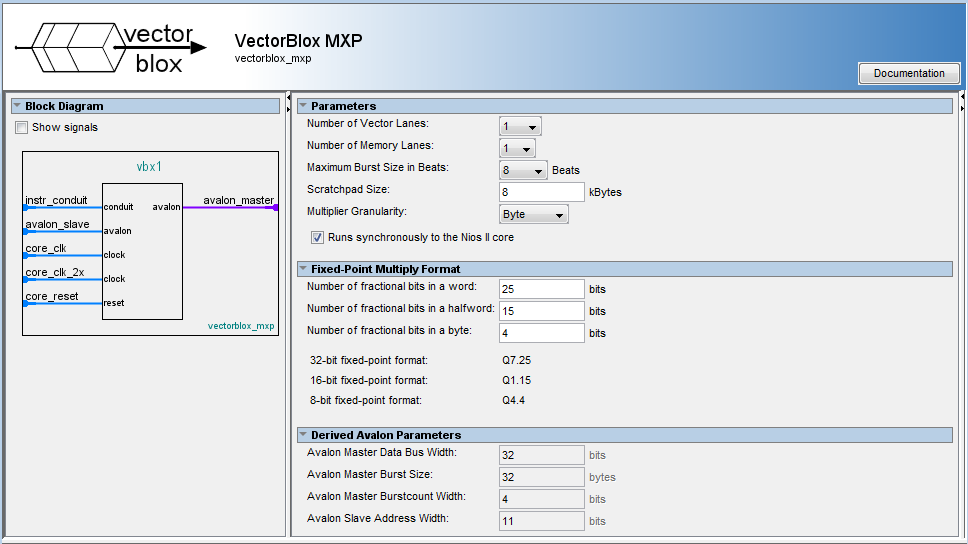 vector
blox
VectorBlox MXP
vectorblox_mxp
Documentation
Block Diagram
Show signals
vbx1
instr_conduit
conduit
avalon
avalon_master
avalon_slave
avalon
core_clk
clock
core_clk_2x
clock
core_reset
reset
vectorblox_mxp
Parameters
Number of Vector Lanes: 1
Number of Memory Lanes: 1
Maximum Burst Size in Beats: 8 Beats
Scratchpad Size: 8 kBytes
Multiplier Granularity: Byte
Runs synchronously to the Nios II core
Fixed-Point Multiply Format
Number of fractional bits in a word: 25 bits
Number of fractional bits in a halfword: 15 bits
Number of fractional bits in a byte: 4 bits
32-bit fixed-point format: Q7.25
16-bit fixed-point format: Q1.15
8-bit fixed-point format: Q4.4
Derived Avalon Parameters
Avalon Master Data Bus Width: 32 bits
Avalon Master Burst Size: 32 bytes
Avalon Master Burstcount Width: 4 bits
Avalon Slave Address Width: 11 bits